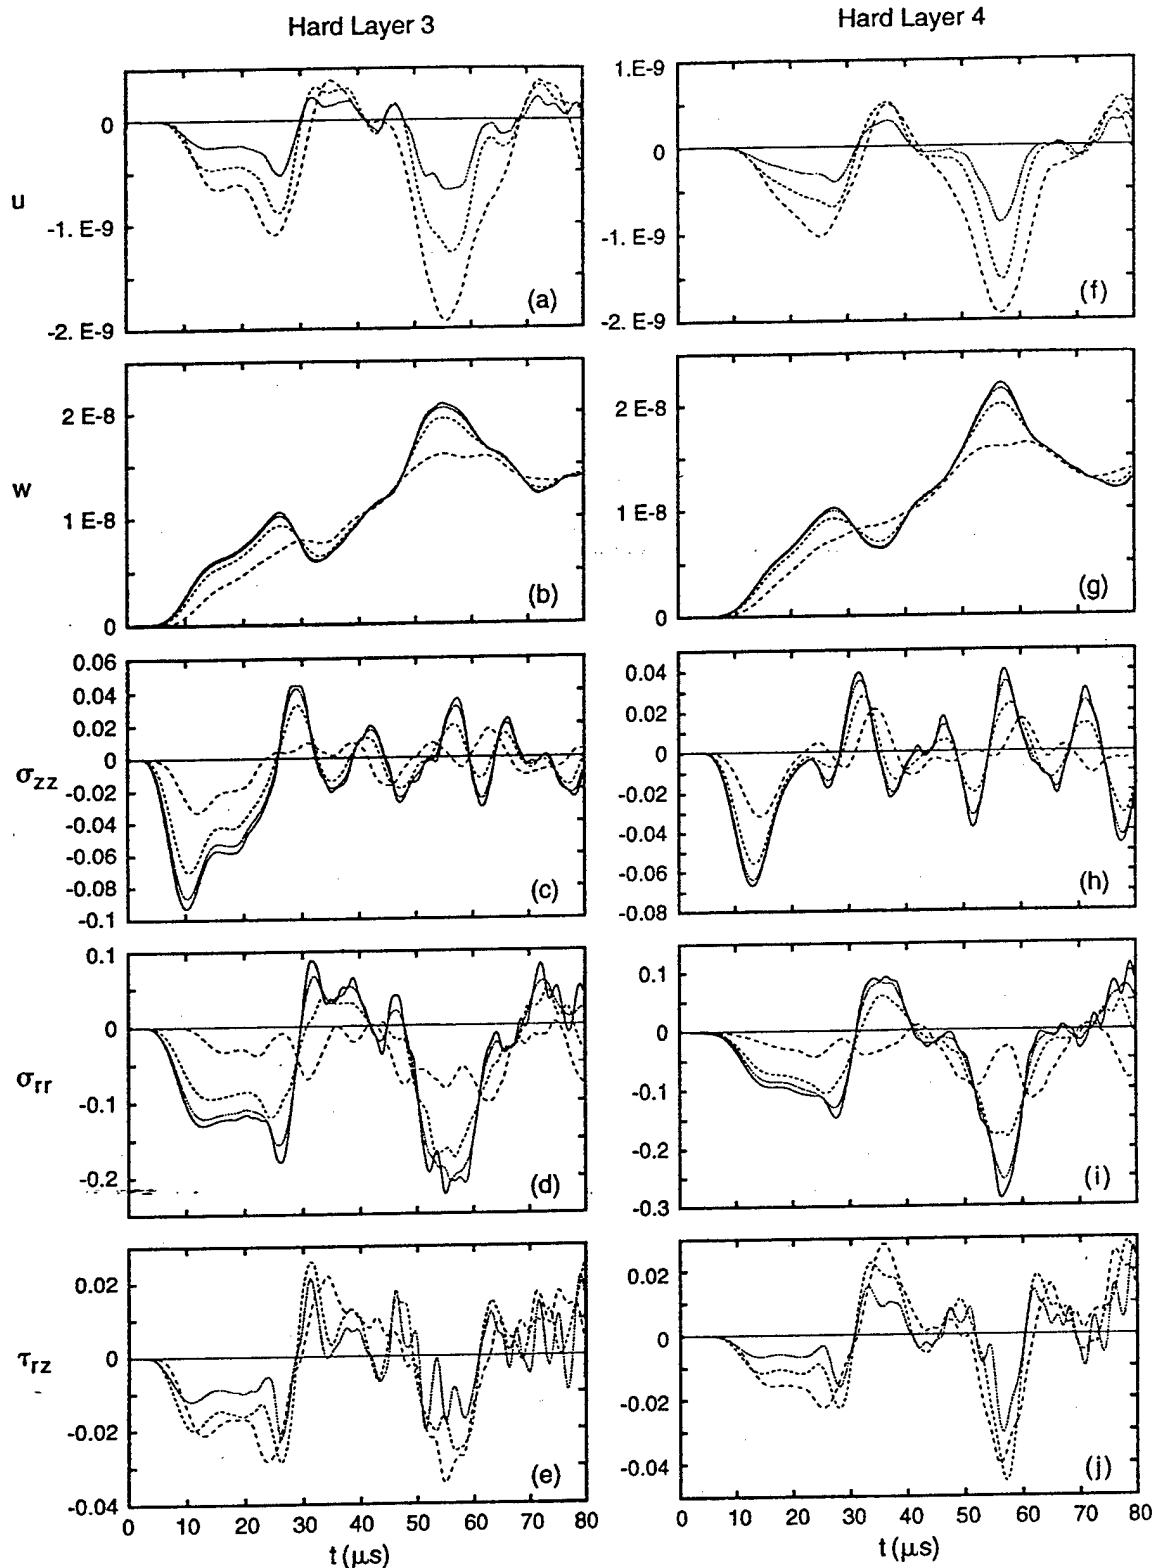 Hard Layer 3
Hard Layer 4
u
0
-1. E-9
-2. E-9
(a)
1.E-9
0
-1. E-9
-2. E-9
(f)
w
2 E-8
1 E-8
0
(b)
2 E-8
1 E-8
0
(g)
σzz
0.06
0.04
0.02
0
-0.02
-0.04
-0.06
-0.08
-0.1
(c)
0.04
0.02
0
-0.02
-0.04
-0.06
-0.08
(h)
σrr
0.1
0
-0.1
-0.2
(d)
0.1
0
-0.1
-0.2
-0.3
(i)
τrz
0.02
0
-0.02
-0.04
(e)
0.02
0
-0.02
-0.04
(j)
0 10 20 30 40 50 60 70 80
0 10 20 30 40 50 60 70 80
t (μs)
t (μs)